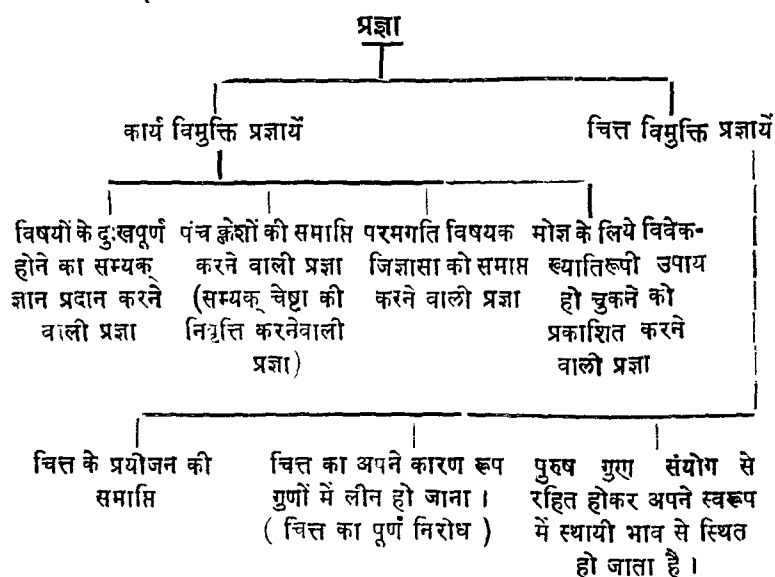 प्रज्ञा
कार्य विमुक्ति प्रज्ञायेँ
चित्त विमुक्ति प्रज्ञायेँ
विषयों के दुःखपूर्ण
होने का सम्यक्
ज्ञान प्रदान करने
वाली प्रज्ञा
पंच क्लेशों की समाप्ति
करने वाली प्रज्ञा
(सम्यक् चेष्टा की
निवृत्ति करनेवाली
प्रज्ञा)
परमगति विषयक
जिज्ञासा को समाप्त
करने वाली प्रज्ञा
मोक्ष के लिये विवेक-
ख्यातिरूपी उपाय
हो चुकने को
प्रकाशित करने
वाली प्रज्ञा
चित्त के प्रयोजन की
समाप्ति
चित्त का अपने कारण रूप
गुणों में लीन हो जाना ।
( चित्त का पूर्ण निरोध )
पुरुष गुण संयोग से
रहित होकर अपने स्वरूप
में स्थायी भाव से स्थित
हो जाता है ।